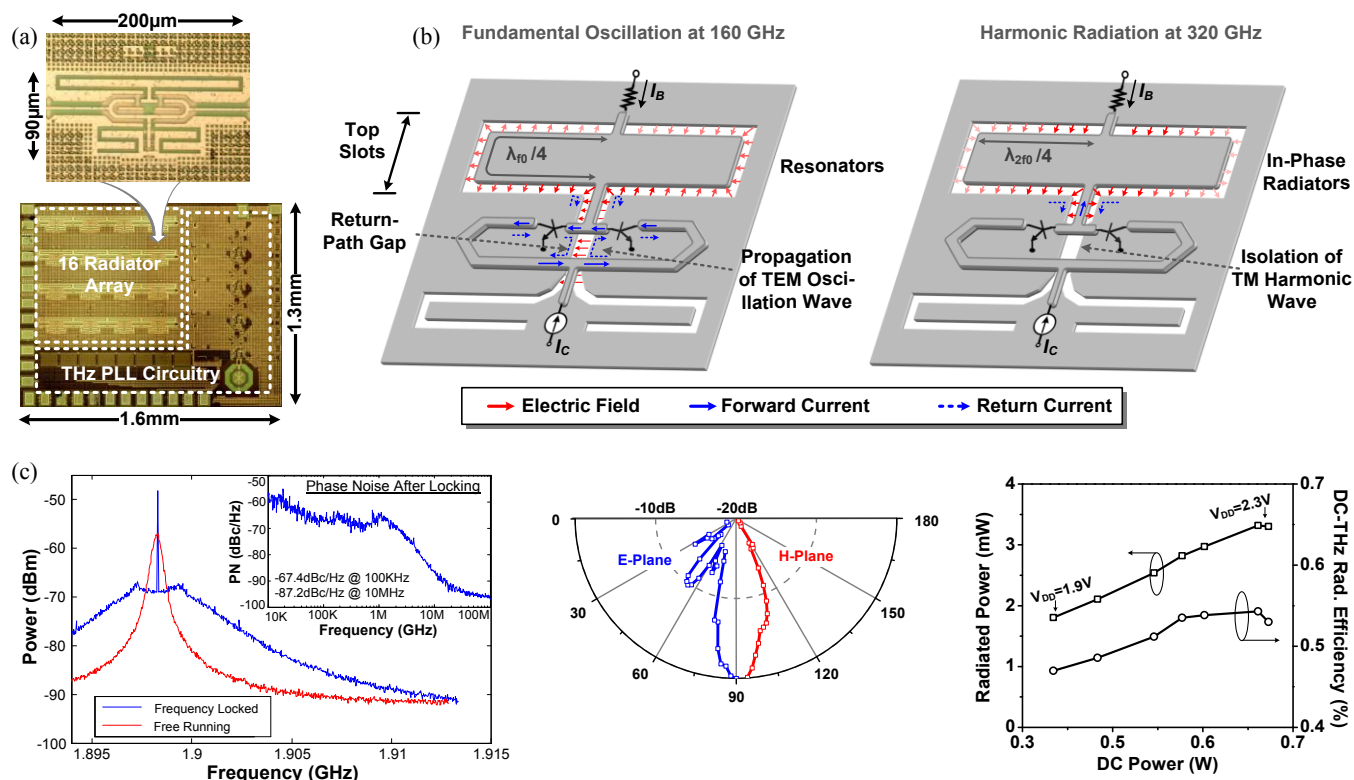 (a)
200µm
90µm
16 Radiator
Array
THz PLL Circuitry
1.3mm
1.6mm
(b)
Fundamental Oscillation at 160 GHz
Harmonic Radiation at 320 GHz
I_B
I_B
Top
Slots
λ_f0 /4
Resonators
λ_2f0 /4
In-Phase
Radiators
Return-
Path Gap
Propagation
of TEM Osci-
llation Wave
Isolation of
TM Harmonic
Wave
I_C
I_C
Electric Field
Forward Current
Return Current
(c)
Power (dBm)
-50
-60
-70
-80
-90
-100
1.895
1.9
1.905
1.91
1.915
Frequency (GHz)
Frequency Locked
Free Running
Phase Noise After Locking
PN (dBc/Hz)
-50
-60
-70
-80
-90
-100
-67.4dBc/Hz @ 100KHz
-87.2dBc/Hz @ 10MHz
10K
100K
1M
10M
100M
Frequency (GHz)
0
-10dB
-20dB
180
E-Plane
H-Plane
30
150
60
120
90
Radiated Power (mW)
4
3
2
1
0
V_DD=1.9V
V_DD=2.3V
0.7
0.6
0.5
0.4
DC-THz Rad. Efficiency (%)
0.3
0.4
0.5
0.6
0.7
DC Power (W)